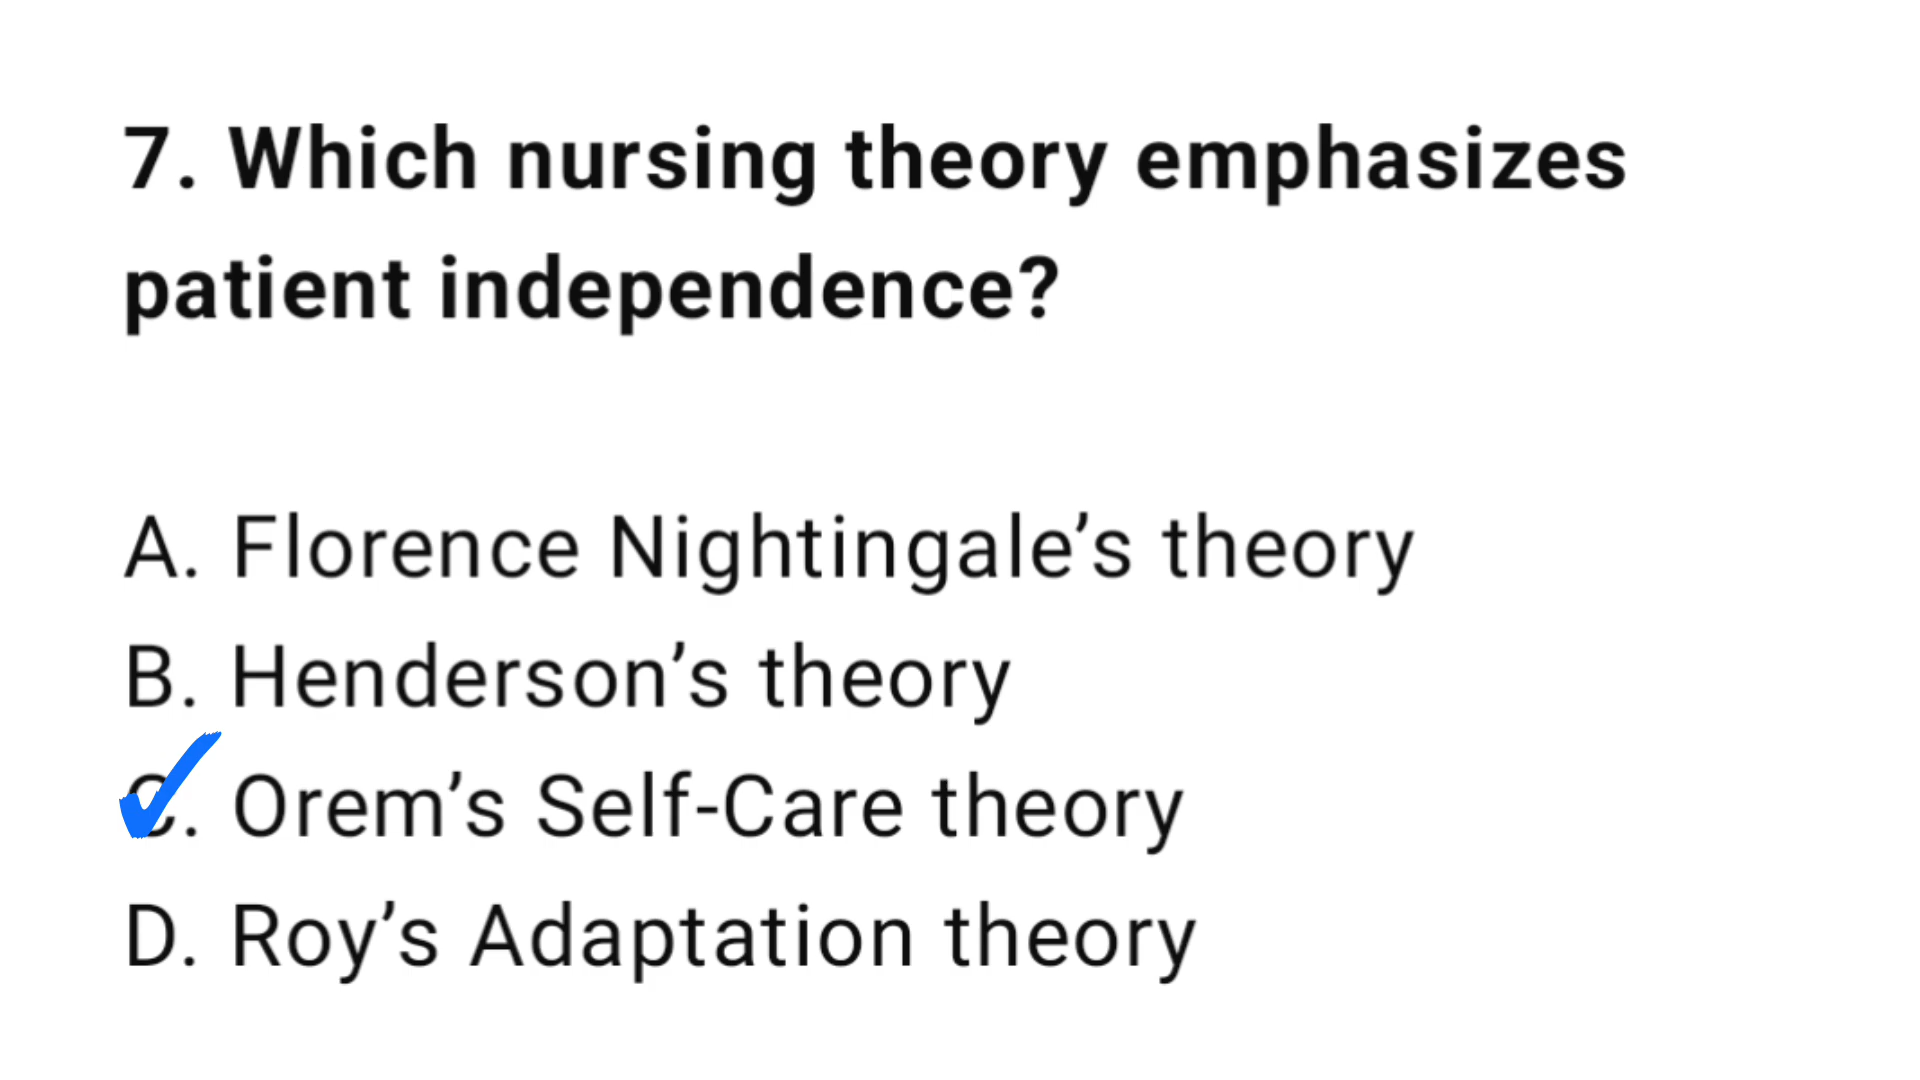 7. Which nursing theory emphasizes
patient independence?
A. Florence Nightingale’s theory
B. Henderson’s theory
C. Orem’s Self-Care theory
D. Roy’s Adaptation theory